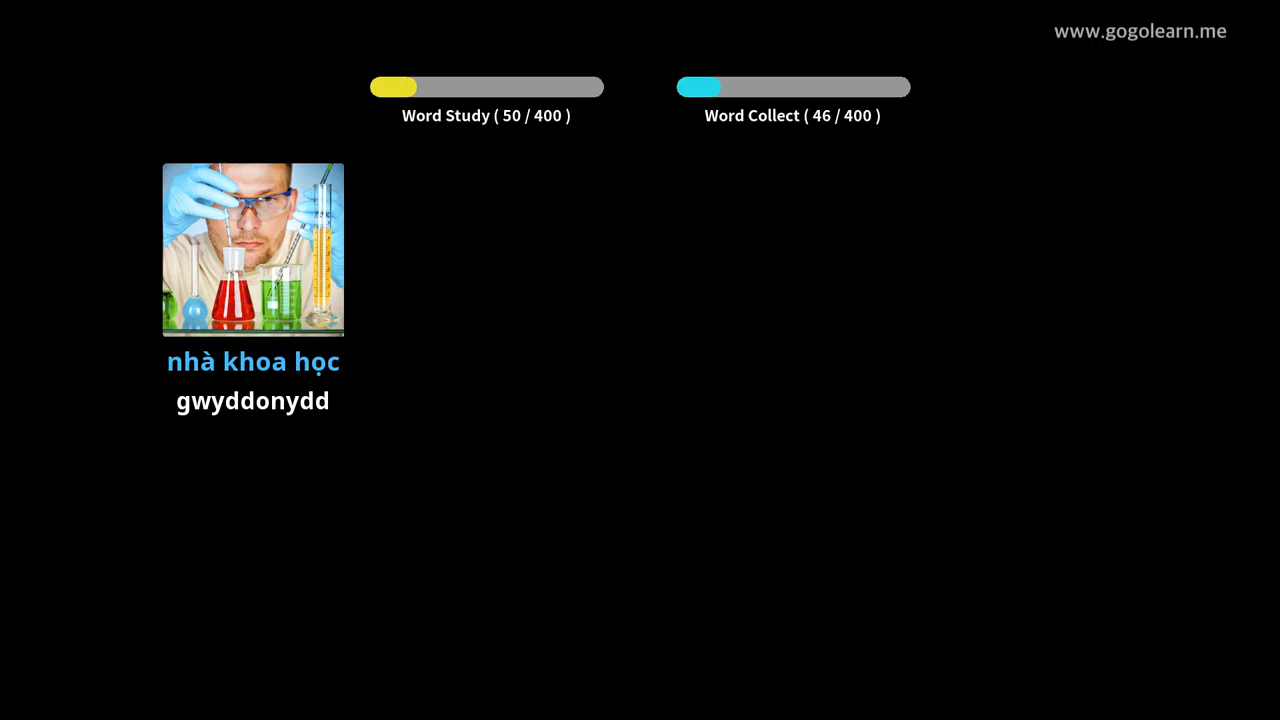 www.gogolearn.me
Word Study ( 50 / 400 )
Word Collect ( 46 / 400 )
nhà khoa học
gwyddonydd